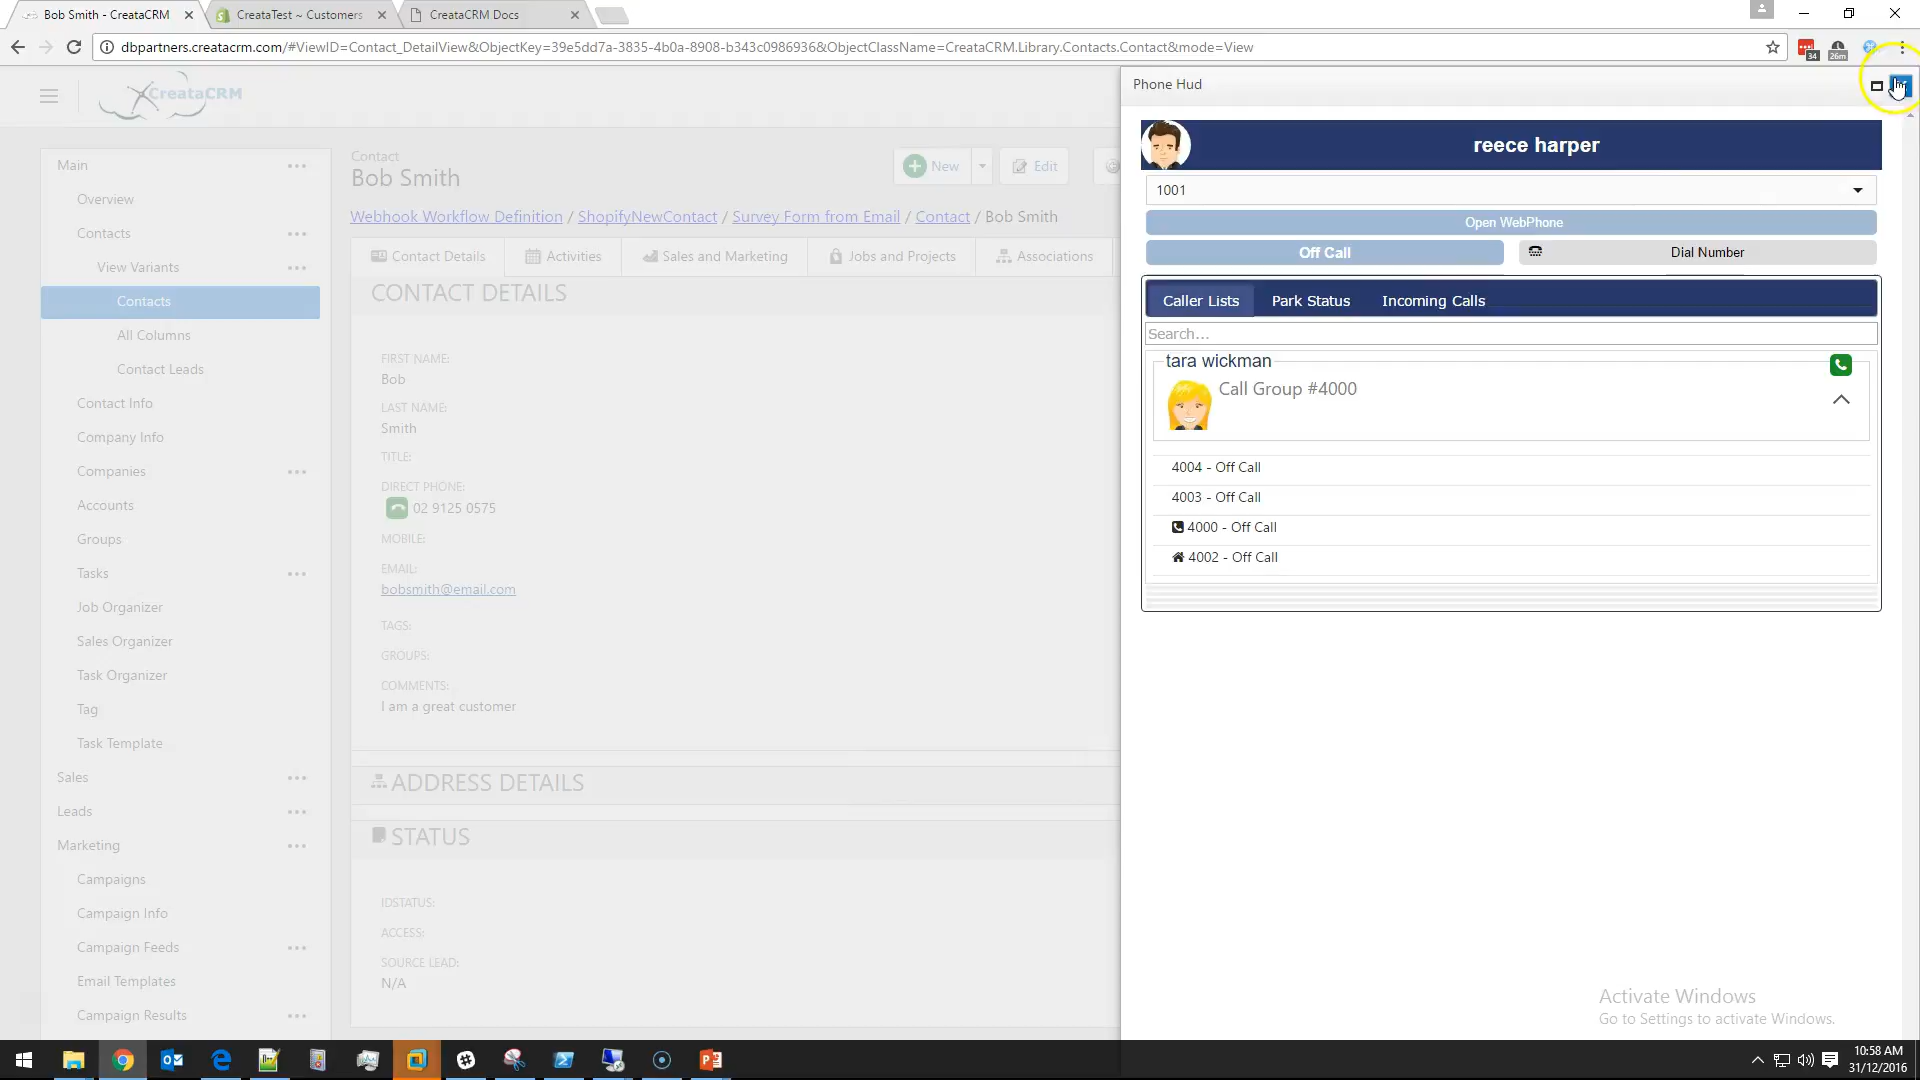 Bob Smith - CreataCRM
CreataTest ~ Customers
CreataCRM Docs
dbpartners.creatacrm.com/#ViewID=Contact_DetailView&ObjectKey=39e5dd7a-3835-4b0a-8908-b343c0986936&ObjectClassName=CreataCRM.Library.Contacts.Contact&mode=View
34
26m
CreataCRM
Phone Hud
Main
Overview
Contacts
View Variants
Contacts
All Columns
Contact Leads
Contact Info
Company Info
Companies
Accounts
Groups
Tasks
Job Organizer
Sales Organizer
Task Organizer
Tag
Task Template
Sales
Leads
Marketing
Campaigns
Campaign Info
Campaign Feeds
Email Templates
Campaign Results
Contact
Bob Smith
New
Edit
Webhook Workflow Definition / ShopifyNewContact / Survey Form from Email / Contact / Bob Smith
Contact Details
Activities
Sales and Marketing
Jobs and Projects
Associations
CONTACT DETAILS
FIRST NAME:
Bob
LAST NAME:
Smith
TITLE:
DIRECT PHONE:
02 9125 0575
MOBILE:
EMAIL:
bobsmith@email.com
TAGS:
GROUPS:
COMMENTS:
I am a great customer
ADDRESS DETAILS
STATUS
IDSTATUS:
ACCESS:
SOURCE LEAD:
N/A
reece harper
1001
Open WebPhone
Off Call
Dial Number
Caller Lists
Park Status
Incoming Calls
Search...
tara wickman
Call Group #4000
4004 - Off Call
4003 - Off Call
4000 - Off Call
4002 - Off Call
Activate Windows
Go to Settings to activate Windows.
10:58 AM
31/12/2016